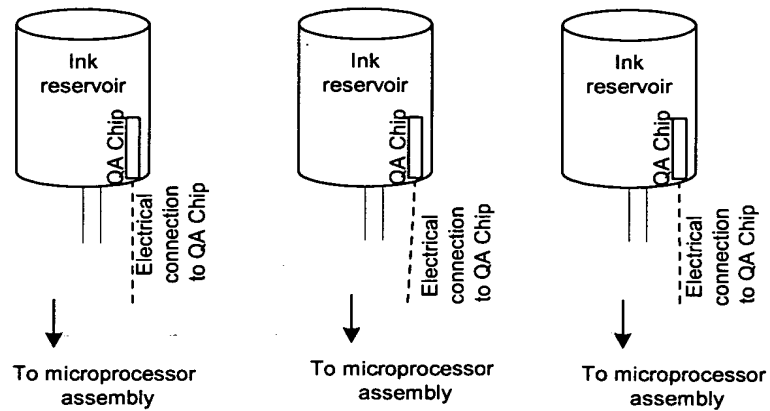 Ink
reservoir
QA Chip
Electrical
connection
to QA Chip
To microprocessor
assembly
Ink
reservoir
QA Chip
Electrical
connection
to QA Chip
To microprocessor
assembly
Ink
reservoir
QA Chip
Electrical
connection
to QA Chip
To microprocessor
assembly